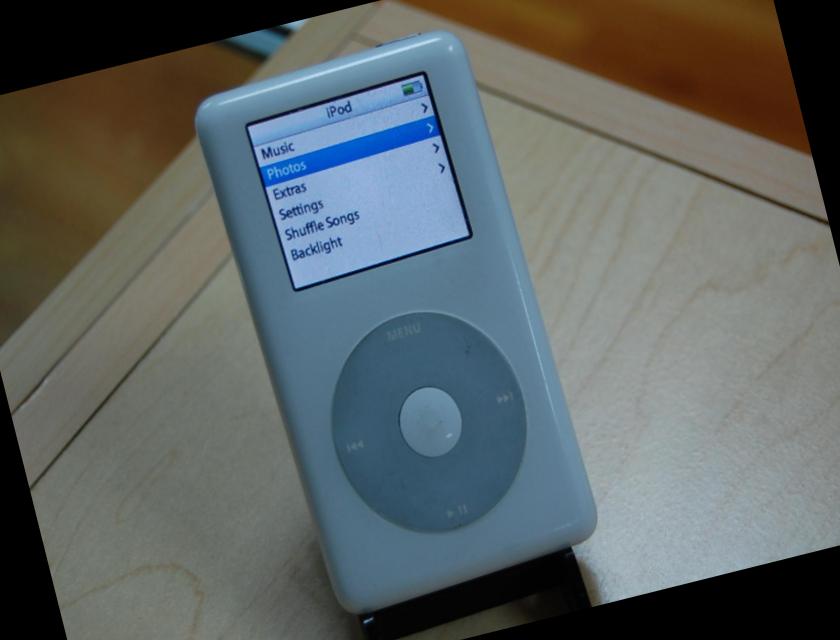 iPod
Music
Photos
Extras
Settings
Shuffle Songs
Backlight
MENU